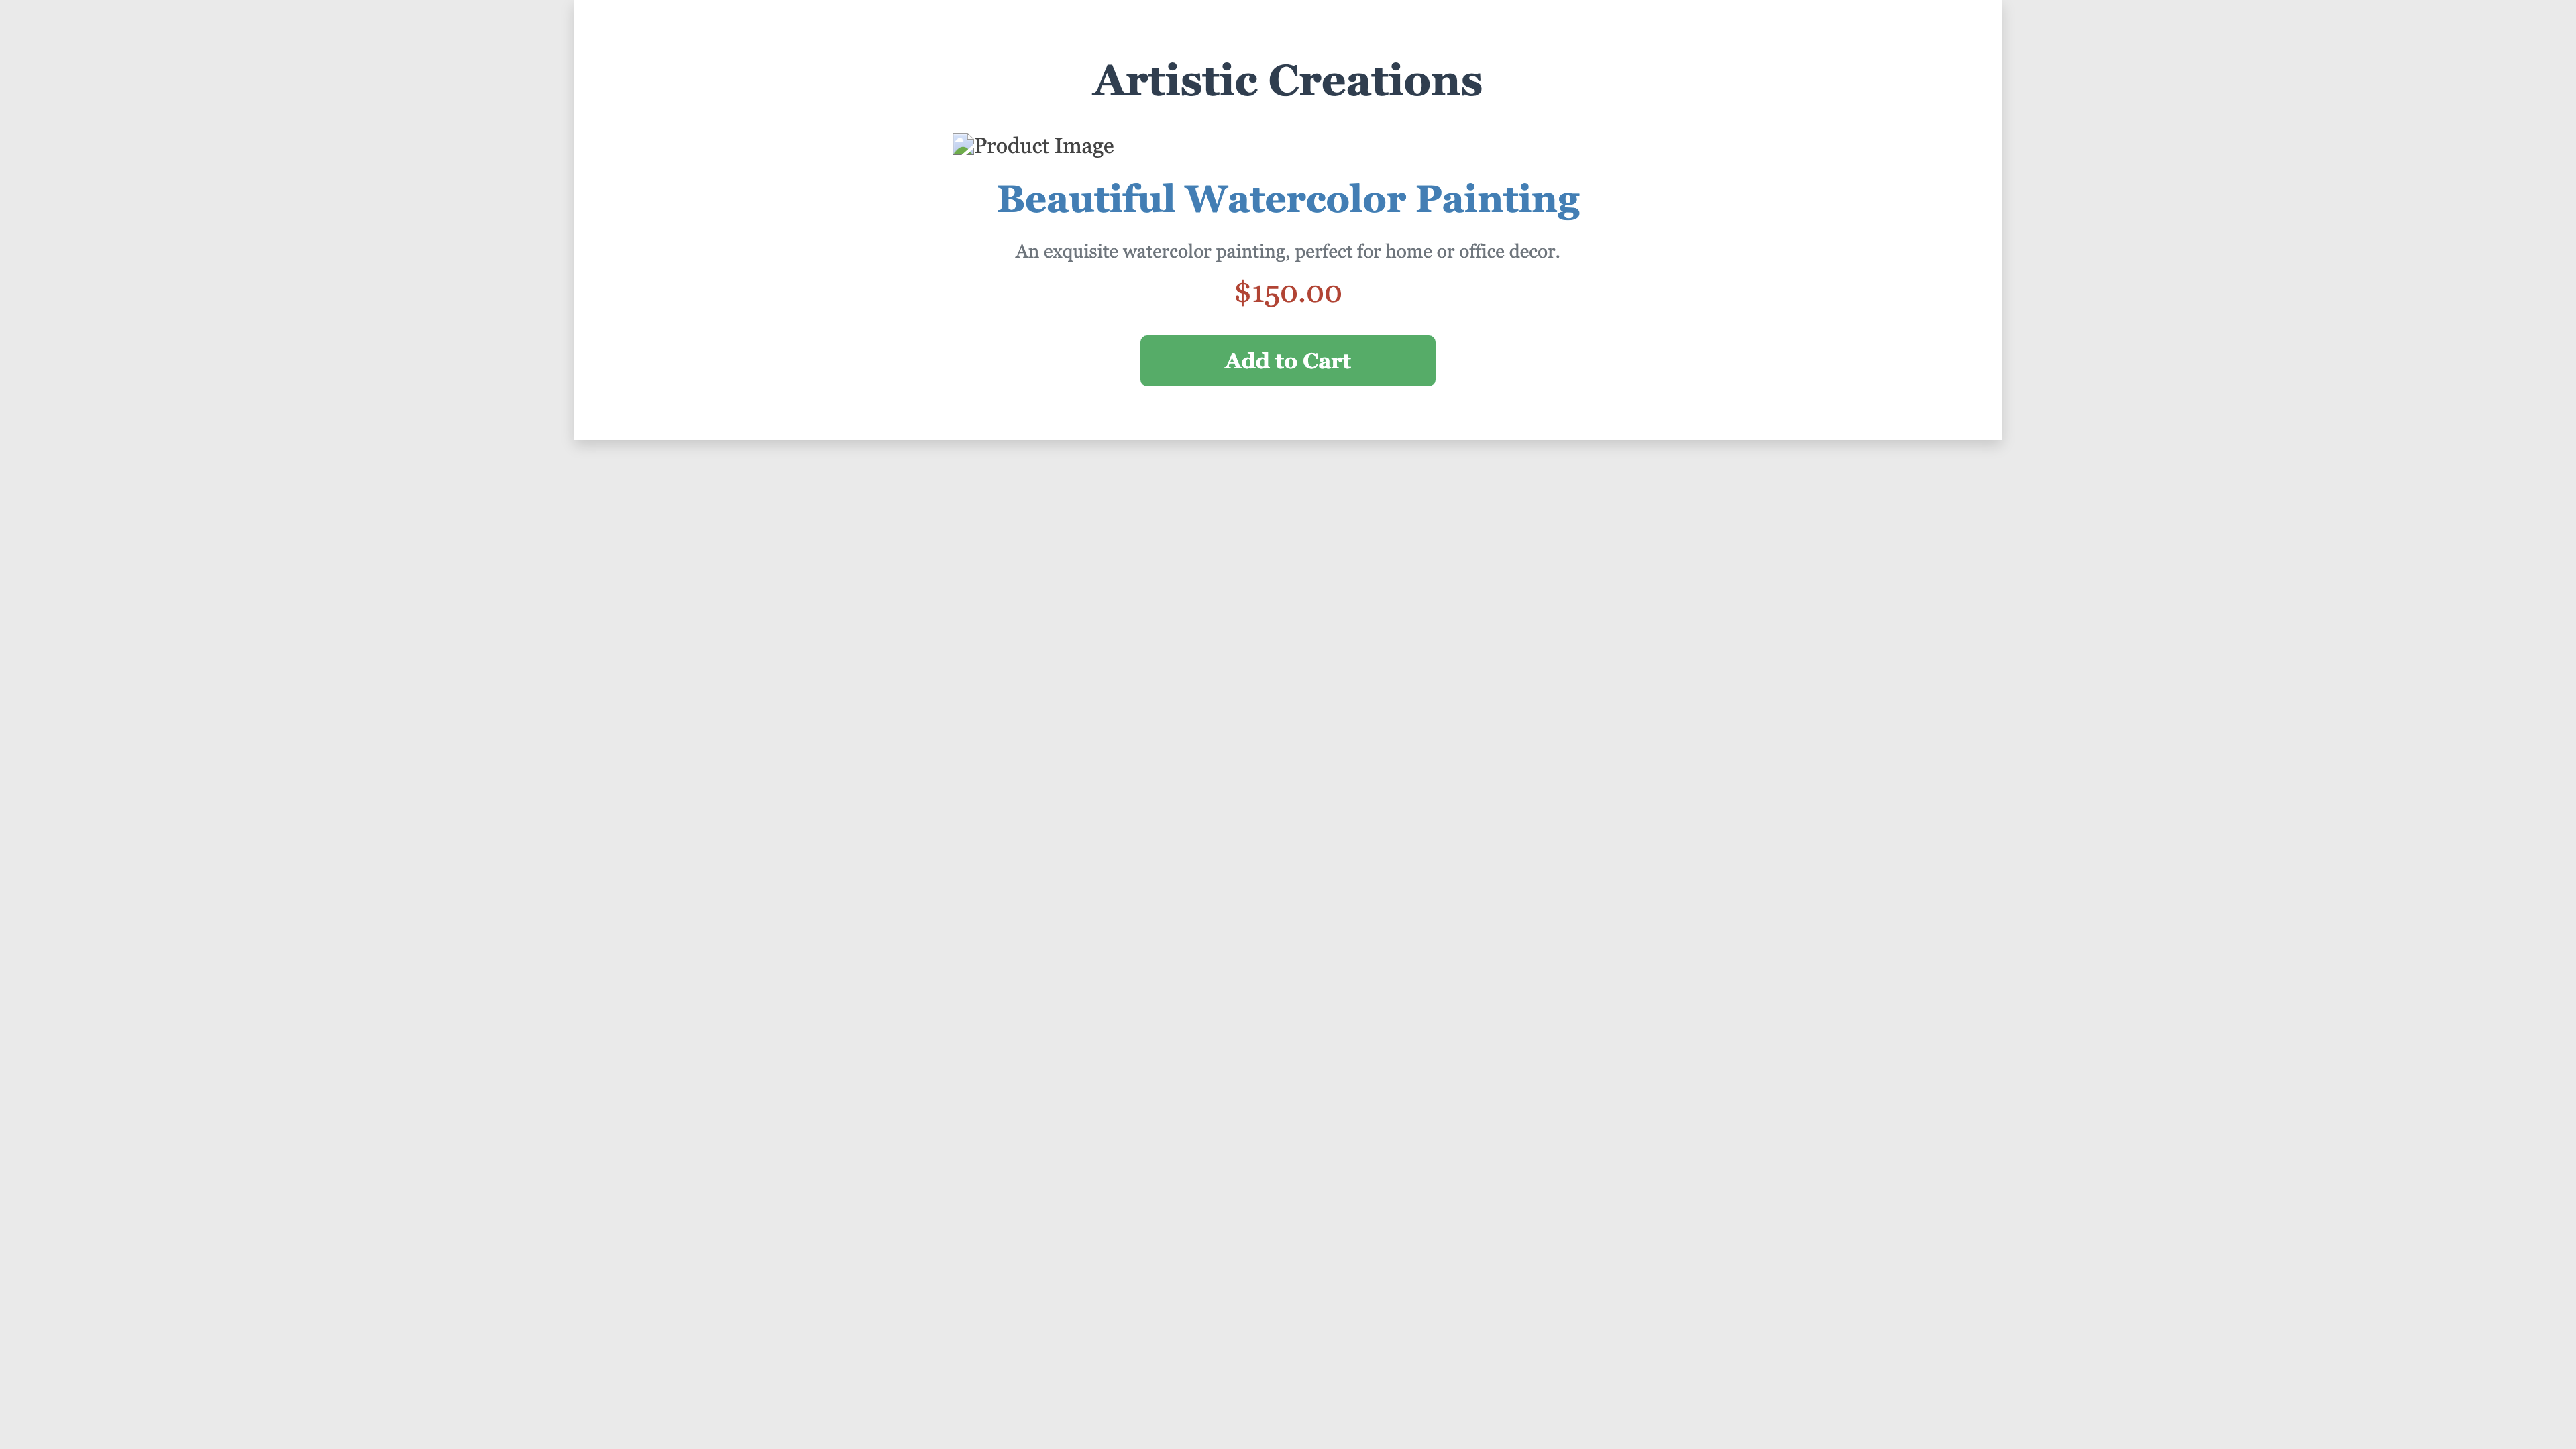 Artistic Creations
Product Image
Beautiful Watercolor Painting
An exquisite watercolor painting, perfect for home or office decor.
$150.00
Add to Cart